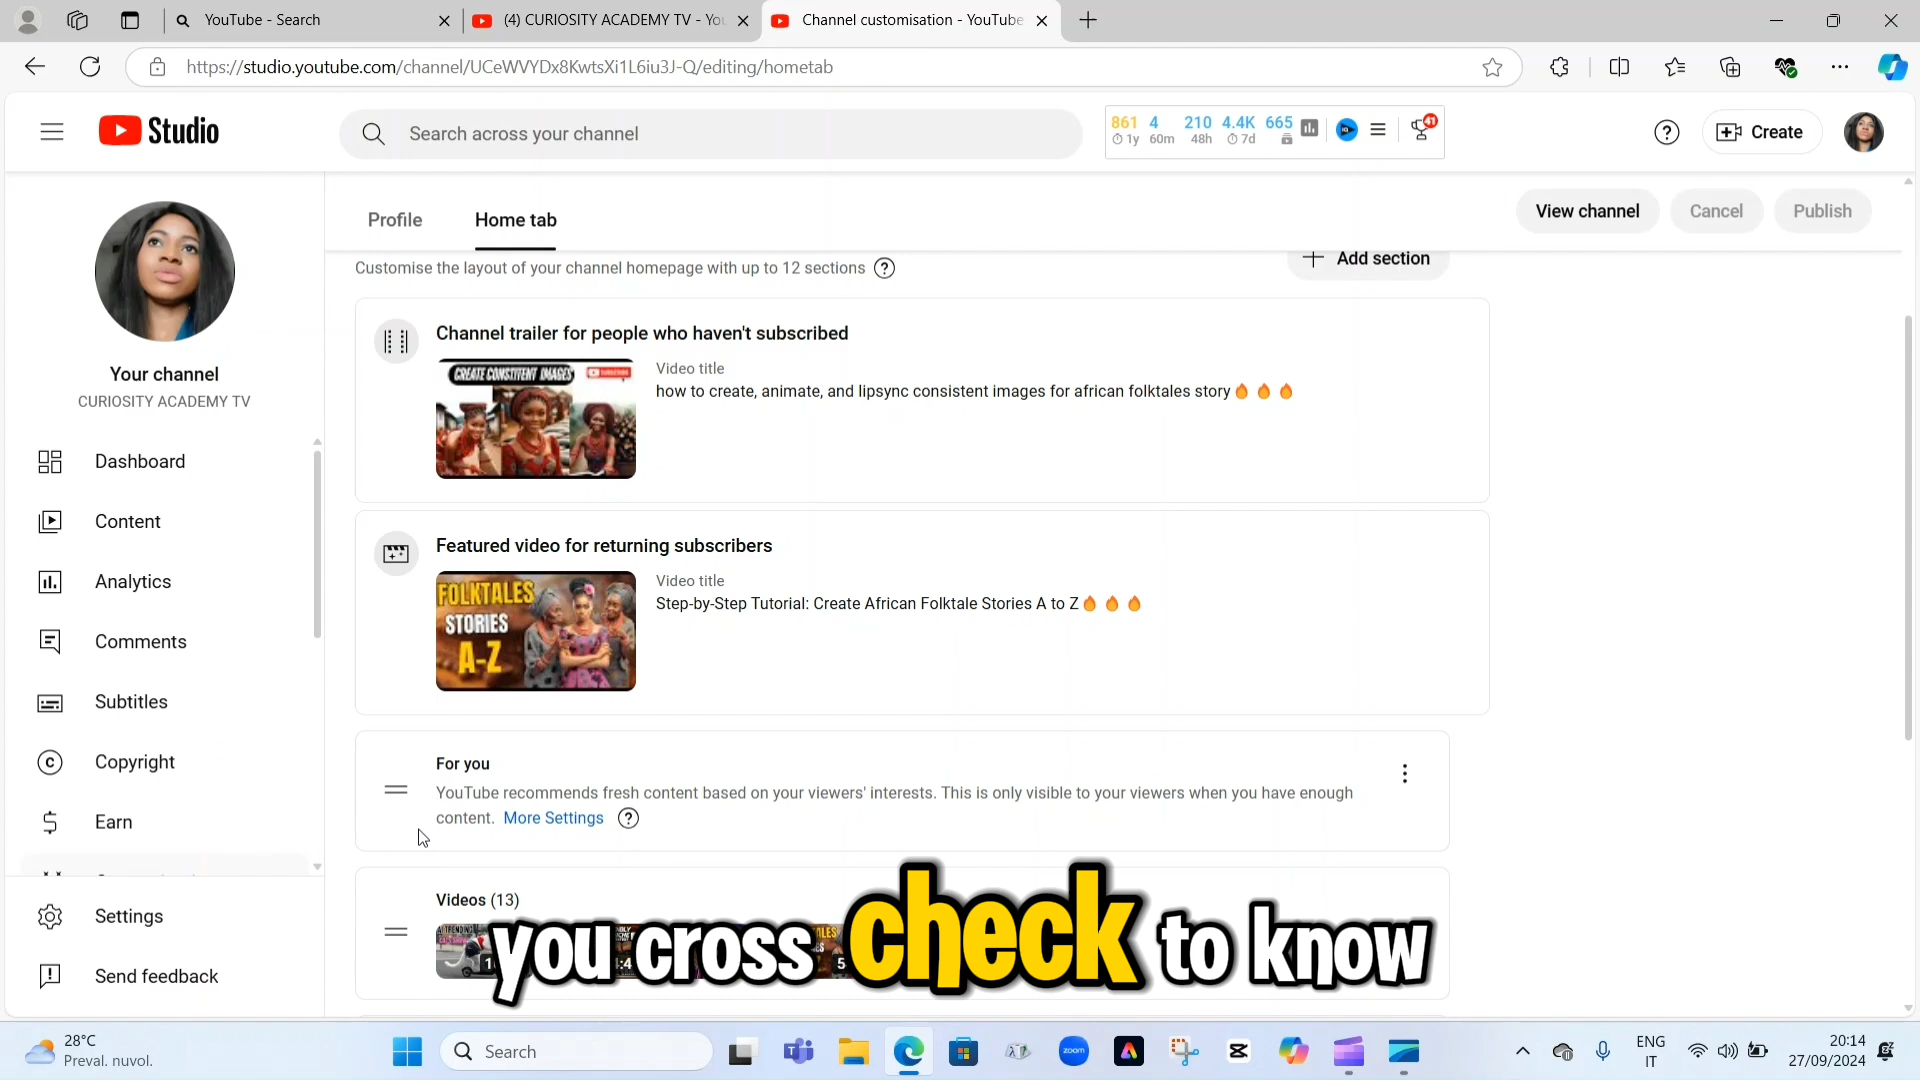 YouTube - Search
(4) CURIOSITY ACADEMY TV - You
Channel customisation - YouTube
https://studio.youtube.com/channel/UCeWVYDx8KwtsXi1L6iu3J-Q/editing/hometab
Studio
Search across your channel
861 4 210 4.4K 665
1y 60m 48h 7d
41
Create
Profile
Home tab
View channel
Cancel
Publish
Customise the layout of your channel homepage with up to 12 sections
Add section
Your channel
CURIOSITY ACADEMY TV
Dashboard
Content
Analytics
Comments
Subtitles
Copyright
Earn
Settings
Send feedback
Channel trailer for people who haven't subscribed
CREATE CONSTITENT IMAGES
Video title
how to create, animate, and lipsync consistent images for african folktales story🔥🔥🔥
Featured video for returning subscribers
FOLKTALES
STORIES
A-Z
Video title
Step-by-Step Tutorial: Create African Folktale Stories A to Z🔥🔥🔥
For you
YouTube recommends fresh content based on your viewers' interests. This is only visible to your viewers when you have enough
content. More Settings
Videos (13)
you cross check to know
28°C
Preval. nuvol.
Search
zoom
ENG
IT
20:14
27/09/2024